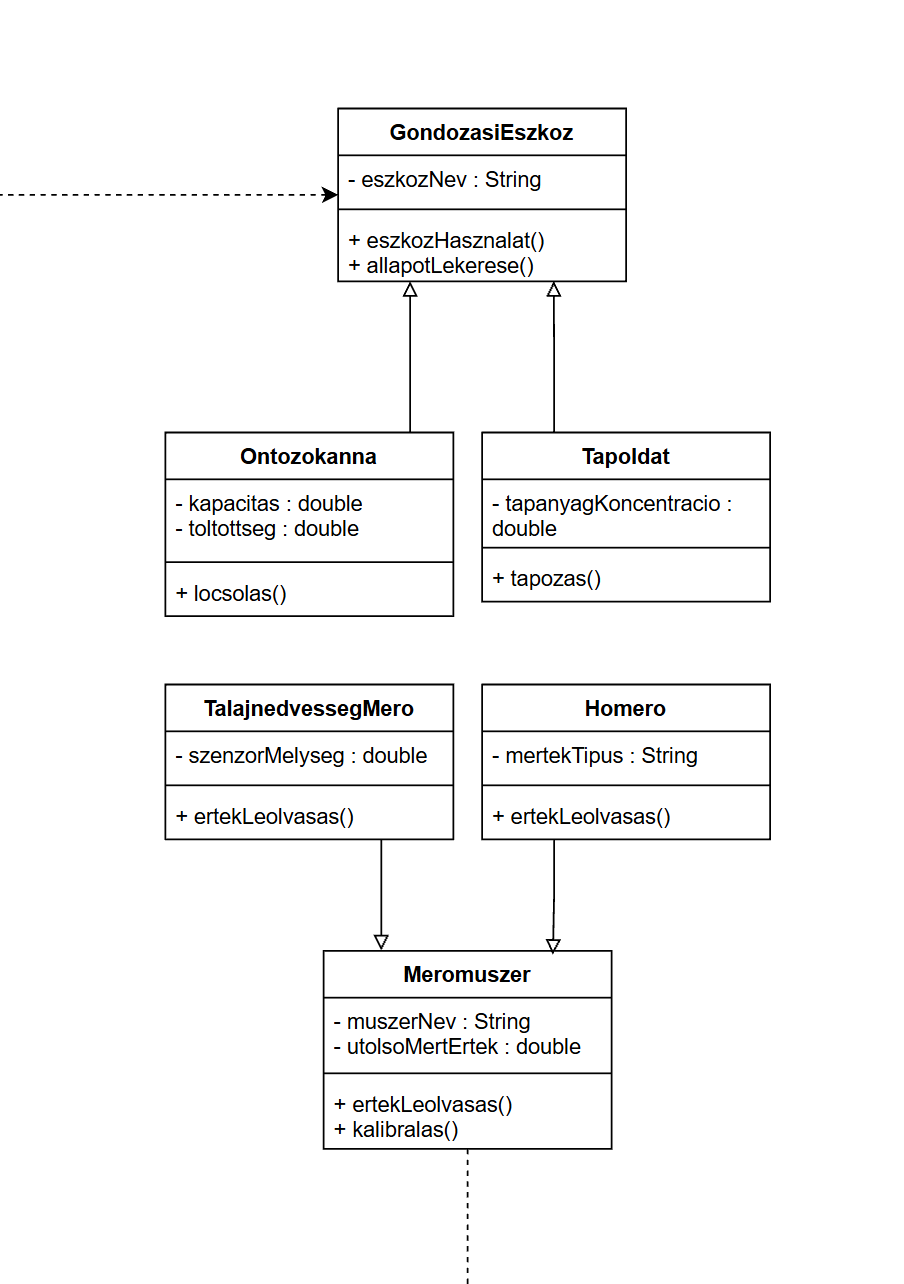 GondozasiEszkoz
- eszkozNev : String
+ eszkozHasznalat()
+ allapotLekerese()
Ontozokanna
- kapacitas : double
- toltottseg : double
+ locsolas()
Tapoldat
- tapanyagKoncentracio :
double
+ tapozas()
TalajnedvessegMero
- szenzorMelyseg : double
+ ertekLeolvasas()
Homero
- mertekTipus : String
+ ertekLeolvasas()
Meromuszer
- muszerNev : String
- utolsoMertErtek : double
+ ertekLeolvasas()
+ kalibralas()